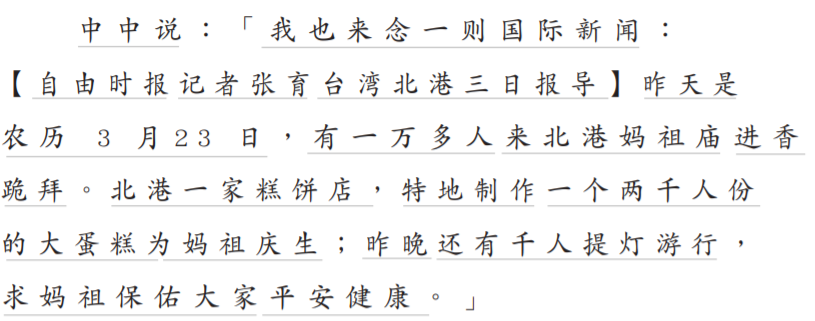 中中说：「我也来念一则国际新闻：
【自由时报记者张育台湾北港三日报导】昨天是
农历 3 月23 日，有一万多人来北港妈祖庙进香
跪拜。北港一家糕饼店，特地制作一个两千人份
的大蛋糕为妈祖庆生；昨晚还有千人提灯游行，
求妈祖保佑大家平安健康。」